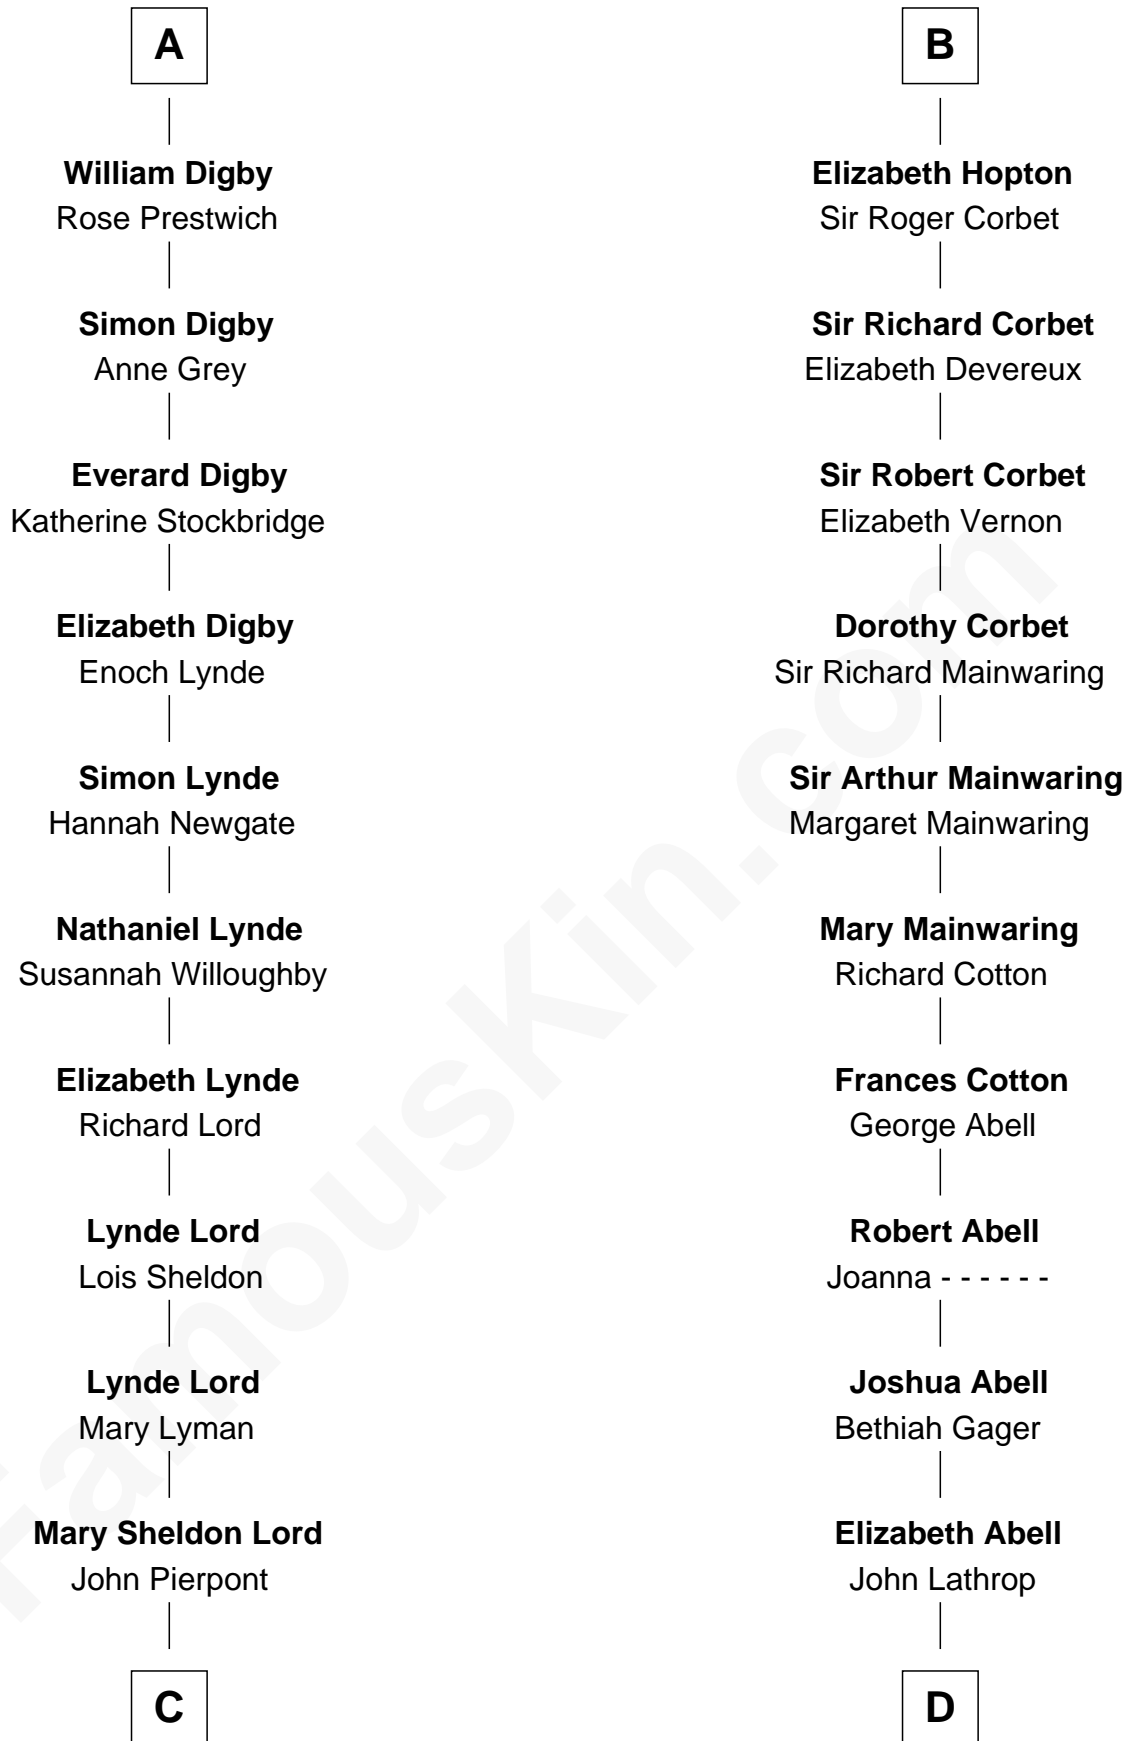 A
William Digby
Rose Prestwich
Simon Digby
Anne Grey
Everard Digby
Katherine Stockbridge
Elizabeth Digby
Enoch Lynde
Simon Lynde
Hannah Newgate
Nathaniel Lynde
Susannah Willoughby
Elizabeth Lynde
Richard Lord
Lynde Lord
Lois Sheldon
Lynde Lord
Mary Lyman
Mary Sheldon Lord
John Pierpont
C
B
Elizabeth Hopton
Sir Roger Corbet
Sir Richard Corbet
Elizabeth Devereux
Sir Robert Corbet
Elizabeth Vernon
Dorothy Corbet
Sir Richard Mainwaring
Sir Arthur Mainwaring
Margaret Mainwaring
Mary Mainwaring
Richard Cotton
Frances Cotton
George Abell
Robert Abell
Joanna - - - - - -
Joshua Abell
Bethiah Gager
Elizabeth Abell
John Lathrop
D
FamousKin.com